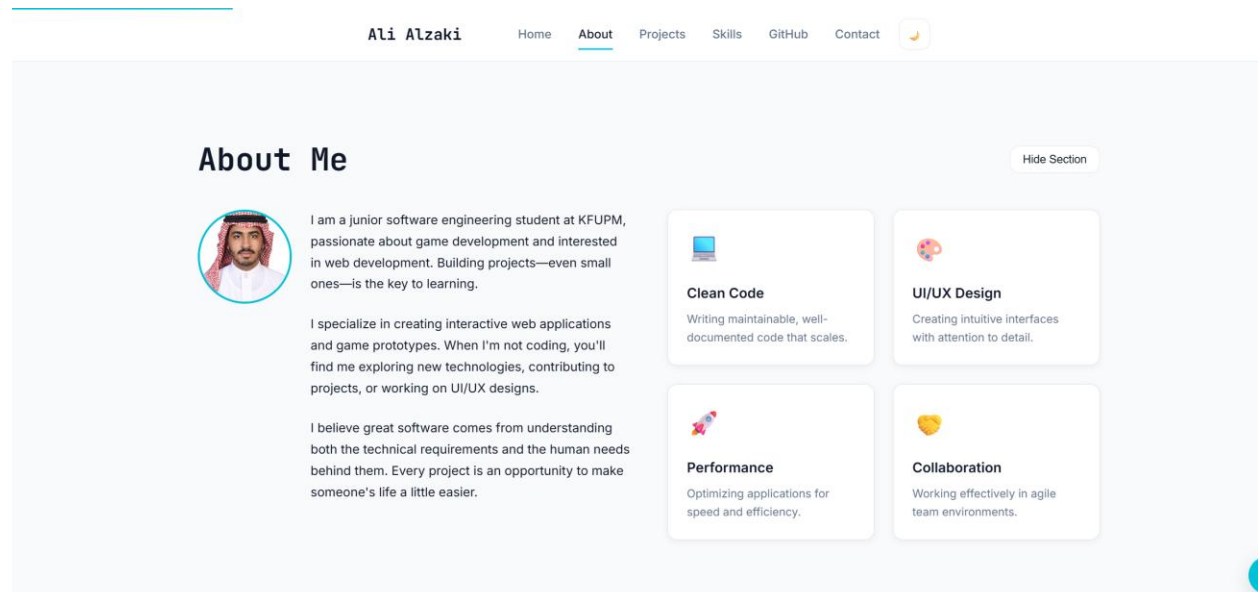 Ali Alzaki
Home
About
Projects
Skills
GitHub
Contact
About Me
Hide Section
I am a junior software engineering student at KFUPM,
passionate about game development and interested
in web development. Building projects—even small
ones—is the key to learning.
I specialize in creating interactive web applications
and game prototypes. When I'm not coding, you'll
find me exploring new technologies, contributing to
projects, or working on UI/UX designs.
I believe great software comes from understanding
both the technical requirements and the human needs
behind them. Every project is an opportunity to make
someone's life a little easier.
Clean Code
Writing maintainable, well-
documented code that scales.
UI/UX Design
Creating intuitive interfaces
with attention to detail.
Performance
Optimizing applications for
speed and efficiency.
Collaboration
Working effectively in agile
team environments.